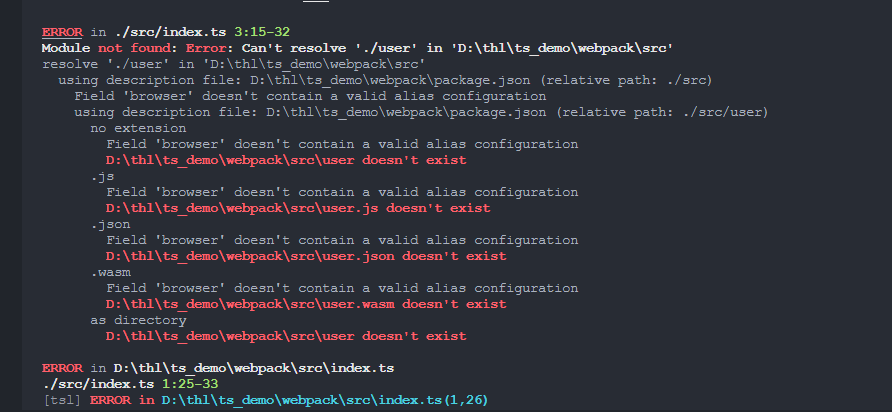 ERROR in ./src/index.ts 3:15-32
Module not found: Error: Can't resolve './user' in 'D:\thl\ts_demo\webpack\src'
resolve './user' in 'D:\thl\ts_demo\webpack\src'
using description file: D:\thl\ts_demo\webpack\package.json (relative path: ./src)
Field 'browser' doesn't contain a valid alias configuration
using description file: D:\thl\ts_demo\webpack\package.json (relative path: ./src/user)
no extension
Field 'browser' doesn't contain a valid alias configuration
D:\thl\ts_demo\webpack\src\user doesn't exist
.js
Field 'browser' doesn't contain a valid alias configuration
D:\thl\ts_demo\webpack\src\user.js doesn't exist
.json
Field 'browser' doesn't contain a valid alias configuration
D:\thl\ts_demo\webpack\src\user.json doesn't exist
.wasm
Field 'browser' doesn't contain a valid alias configuration
D:\thl\ts_demo\webpack\src\user.wasm doesn't exist
as directory
D:\thl\ts_demo\webpack\src\user doesn't exist
ERROR in D:\thl\ts_demo\webpack\src\index.ts
./src/index.ts 1:25-33
[tsl] ERROR in D:\thl\ts_demo\webpack\src\index.ts(1,26)